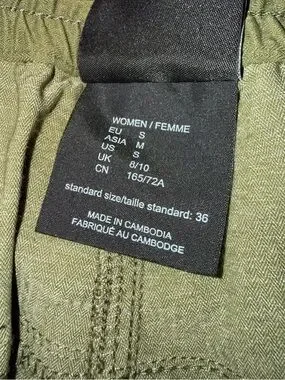 WOMEN / FEMME
EU S
ASIA M
US S
UK 8/10
CN 165/72A
standard size/taille standard: 36
MADE IN CAMBODIA
FABRIQUÉ AU CAMBODGE